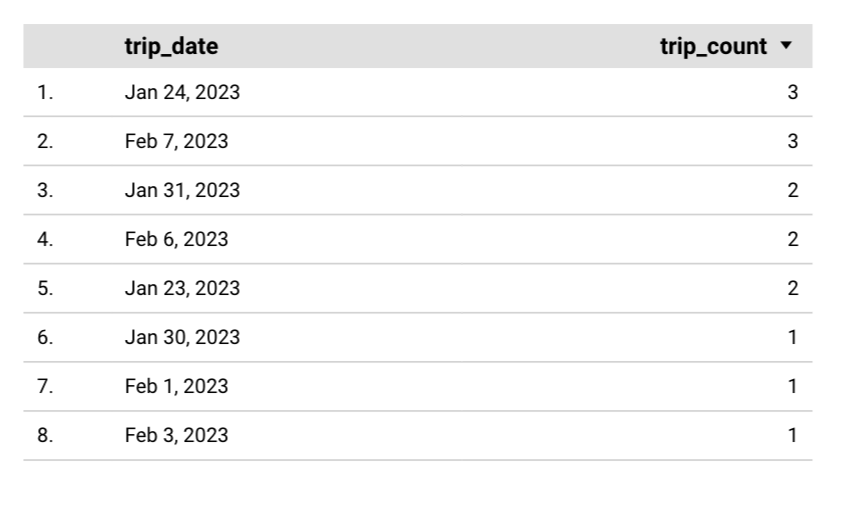 trip_date trip_count ▼
1. Jan 24, 2023 3
2. Feb 7, 2023 3
3. Jan 31, 2023 2
4. Feb 6, 2023 2
5. Jan 23, 2023 2
6. Jan 30, 2023 1
7. Feb 1, 2023 1
8. Feb 3, 2023 1